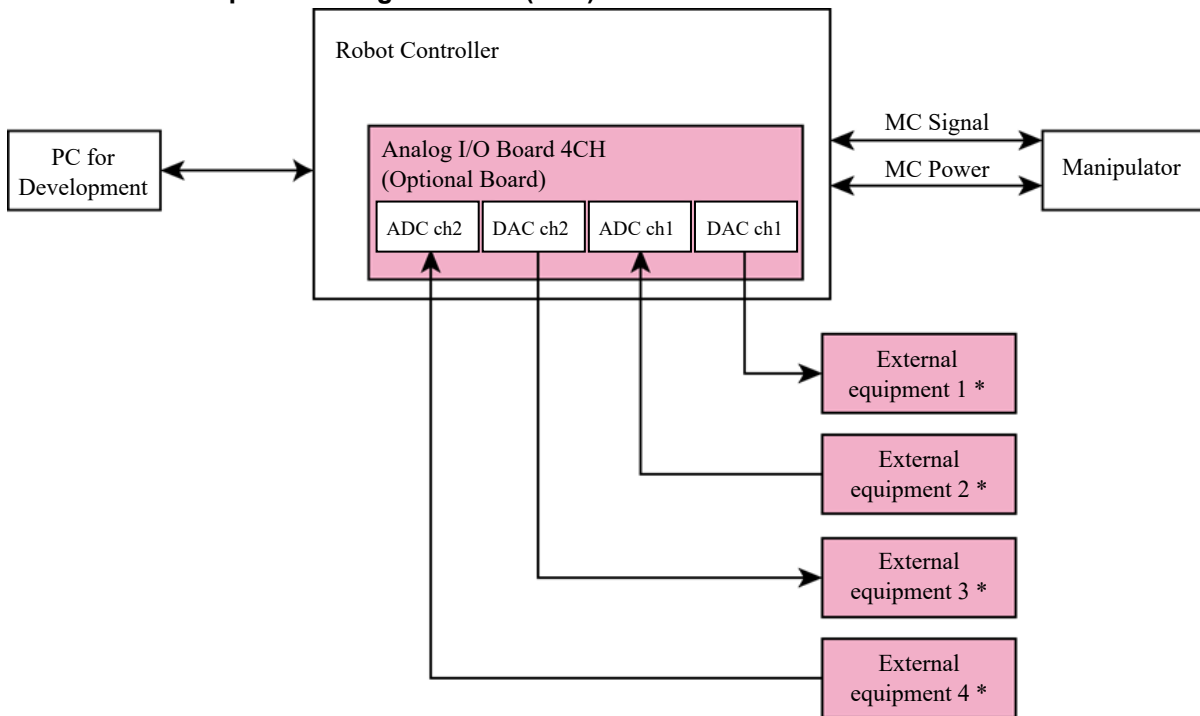 Robot Controller
PC for
Development
Analog I/O Board 4CH
(Optional Board)
ADC ch2
DAC ch2
ADC ch1
DAC ch1
MC Signal
MC Power
Manipulator
External
equipment 1 *
External
equipment 2 *
External
equipment 3 *
External
equipment 4 *